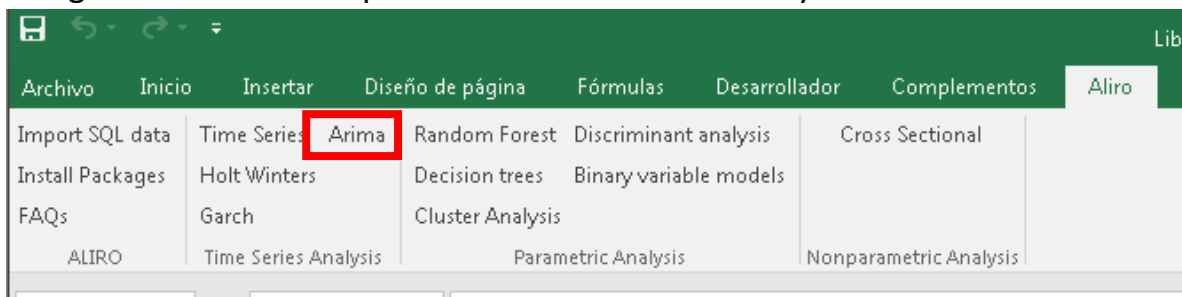 Lib
Archivo Inicio Insertar Diseño de página Fórmulas Desarrollador Complementos Aliro
Import SQL data Time Series Arima Random Forest Discriminant analysis Cross Sectional
Install Packages Holt Winters Decision trees Binary variable models
FAQs Garch Cluster Analysis
ALIRO Time Series Analysis Parametric Analysis Nonparametric Analysis